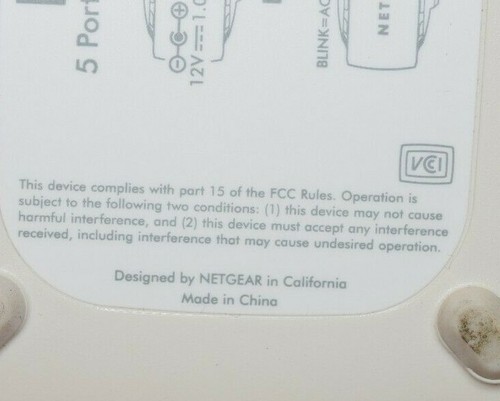 5 Port
12V 1.0
BLINK=AC
NET
VCCI
This device complies with part 15 of the FCC Rules. Operation is
subject to the following two conditions: (1) this device may not cause
harmful interference, and (2) this device must accept any interference
received, including interference that may cause undesired operation.
Designed by NETGEAR in California
Made in China